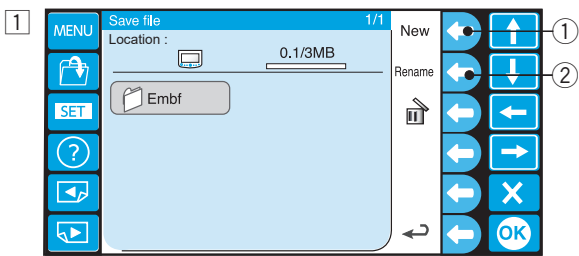 1
MENU
Save file 1/1
New
1
Location :
0.1/3MB
Rename
2
SET
Embf
?
OK